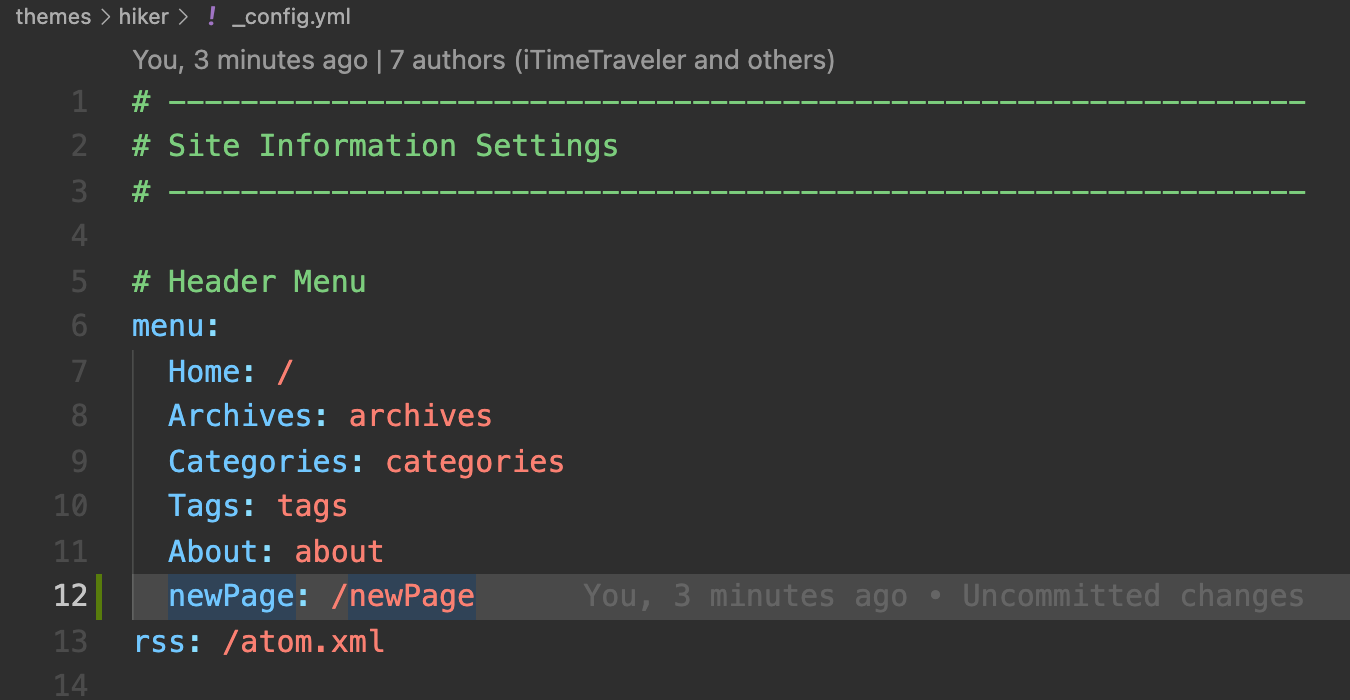 themes > hiker > ! _config.yml
You, 3 minutes ago | 7 authors (iTimeTraveler and others)
1 # ---------------------------------------------------------------
2 # Site Information Settings
3 # ---------------------------------------------------------------
4
5 # Header Menu
6 menu:
7 Home: /
8 Archives: archives
9 Categories: categories
10 Tags: tags
11 About: about
12 newPage: /newPage You, 3 minutes ago • Uncommitted changes
13 rss: /atom.xml
14